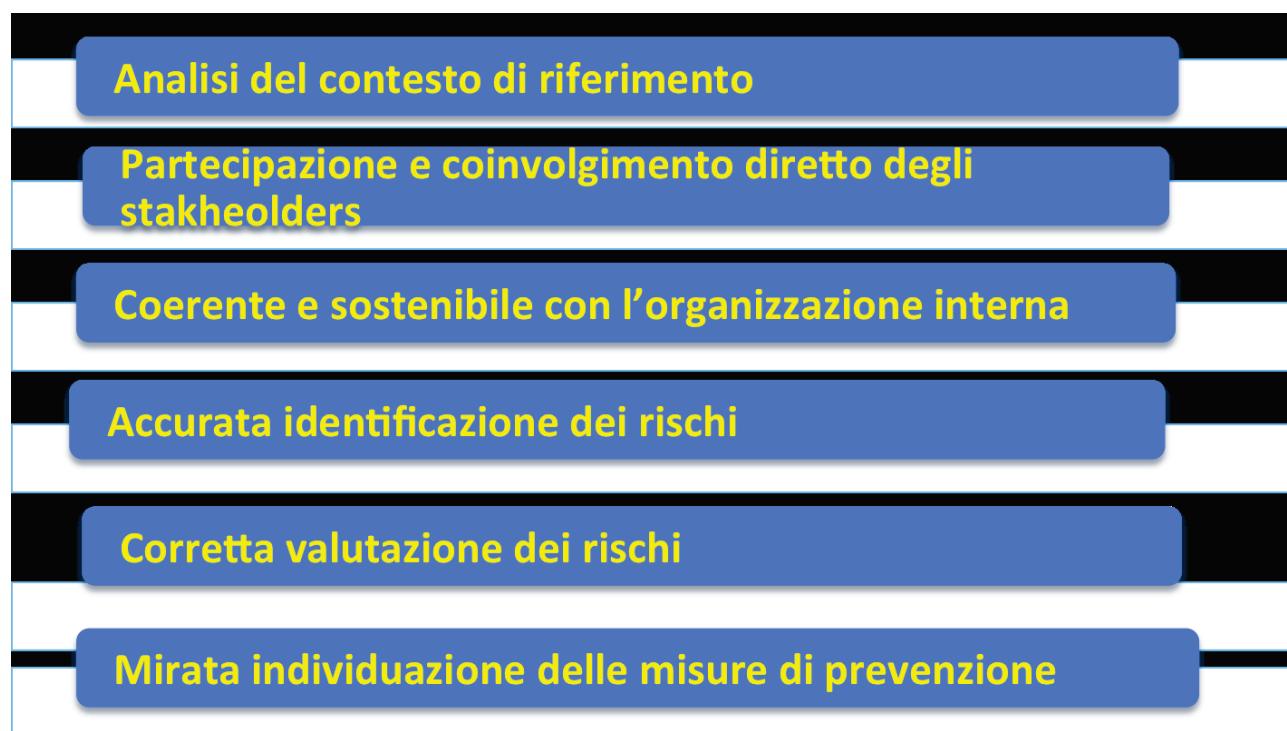 Analisi del contesto di riferimento
Partecipazione e coinvolgimento diretto degli
stakheolders
Coerente e sostenibile con l’organizzazione interna
Accurata identificazione dei rischi
Corretta valutazione dei rischi
Mirata individuazione delle misure di prevenzione